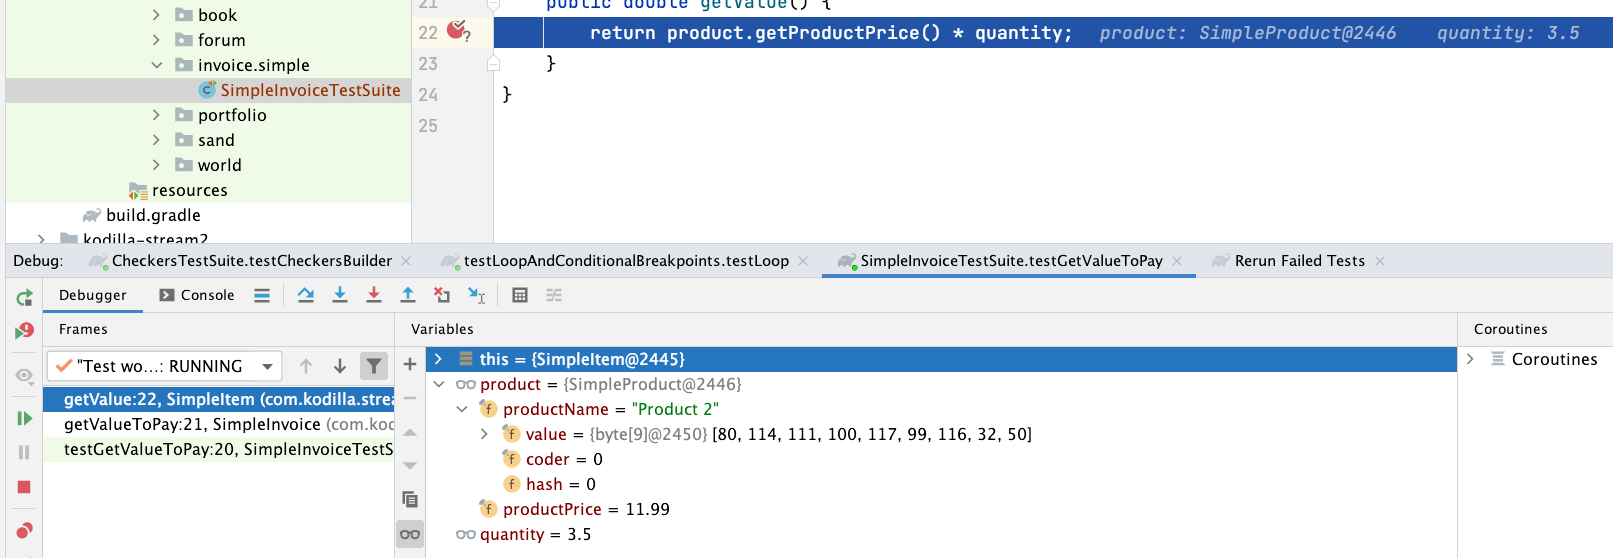 book
forum
invoice.simple
SimpleInvoiceTestSuite
portfolio
sand
world
resources
build.gradle
kodilla-stream2
21 public double getValue() {
22 return product.getProductPrice() * quantity; product: SimpleProduct@2446 quantity: 3.5
23 }
24 }
25
Debug: CheckersTestSuite.testCheckersBuilder testLoopAndConditionalBreakpoints.testLoop SimpleInvoiceTestSuite.testGetValueToPay Rerun Failed Tests
Debugger Console
Frames
"Test wo...: RUNNING
getValue:22, SimpleItem (com.kodilla.strea
getValueToPay:21, SimpleInvoice (com.kod
testGetValueToPay:20, SimpleInvoiceTestS
Variables
this = {SimpleItem@2445}
product = {SimpleProduct@2446}
productName = "Product 2"
value = {byte[9]@2450} [80, 114, 111, 100, 117, 99, 116, 32, 50]
coder = 0
hash = 0
productPrice = 11.99
quantity = 3.5
Coroutines
Coroutines